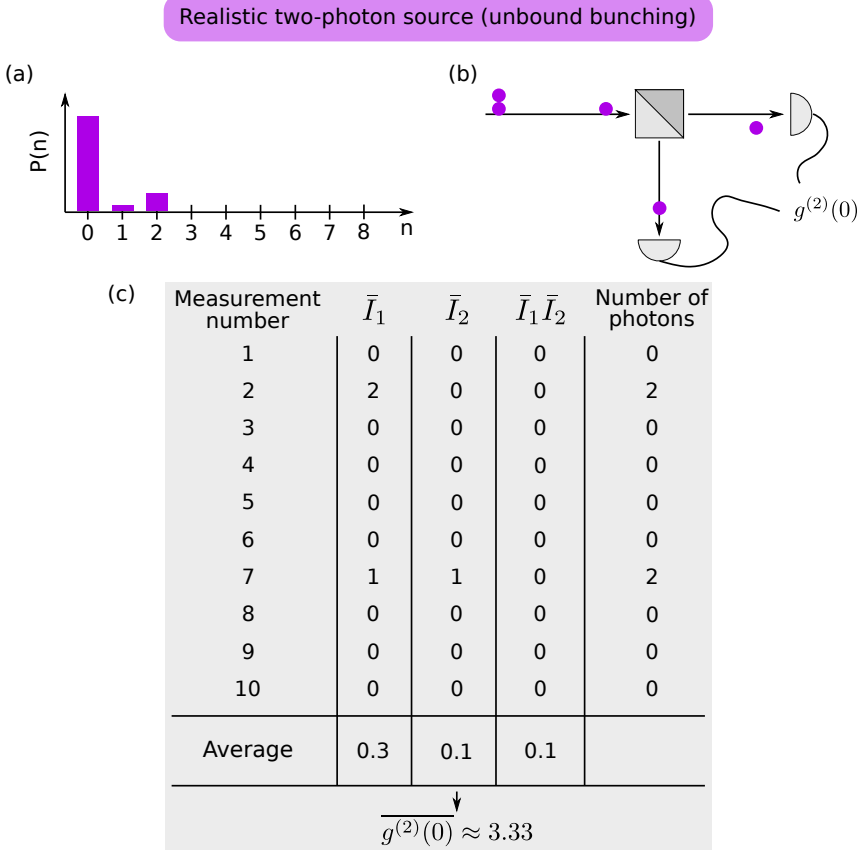 Realistic two-photon source (unbound bunching)
(a)
P(n)
0 1 2 3 4 5 6 7 8 n
(b)
g⁽²⁾(0)
(c)
Measurement number Ī₁ Ī₂ Ī₁Ī₂ Number of photons
1 0 0 0 0
2 2 0 0 2
3 0 0 0 0
4 0 0 0 0
5 0 0 0 0
6 0 0 0 0
7 1 1 0 2
8 0 0 0 0
9 0 0 0 0
10 0 0 0 0
Average 0.3 0.1 0.1
g⁽²⁾(0) ≈ 3.33